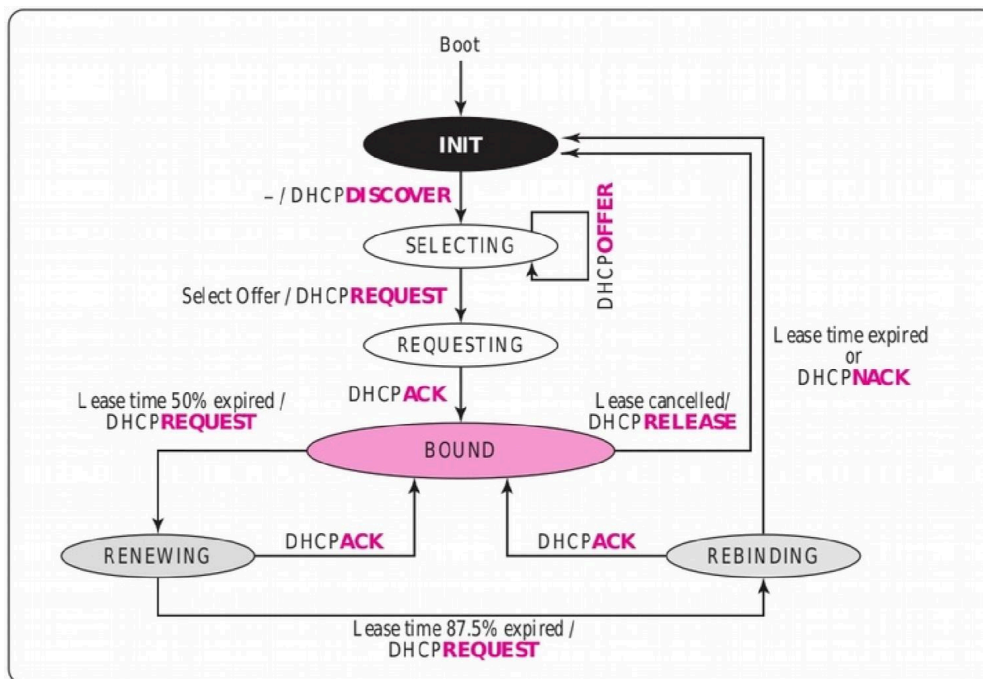 Boot
INIT
– / DHCPDISCOVER
SELECTING
DHCPOFFER
Select Offer / DHCPREQUEST
REQUESTING
Lease time expired
or
DHCPNACK
DHCPACK
Lease time 50% expired /
DHCPREQUEST
Lease cancelled/
DHCPRELEASE
BOUND
RENEWING
DHCPACK
DHCPACK
REBINDING
Lease time 87.5% expired /
DHCPREQUEST